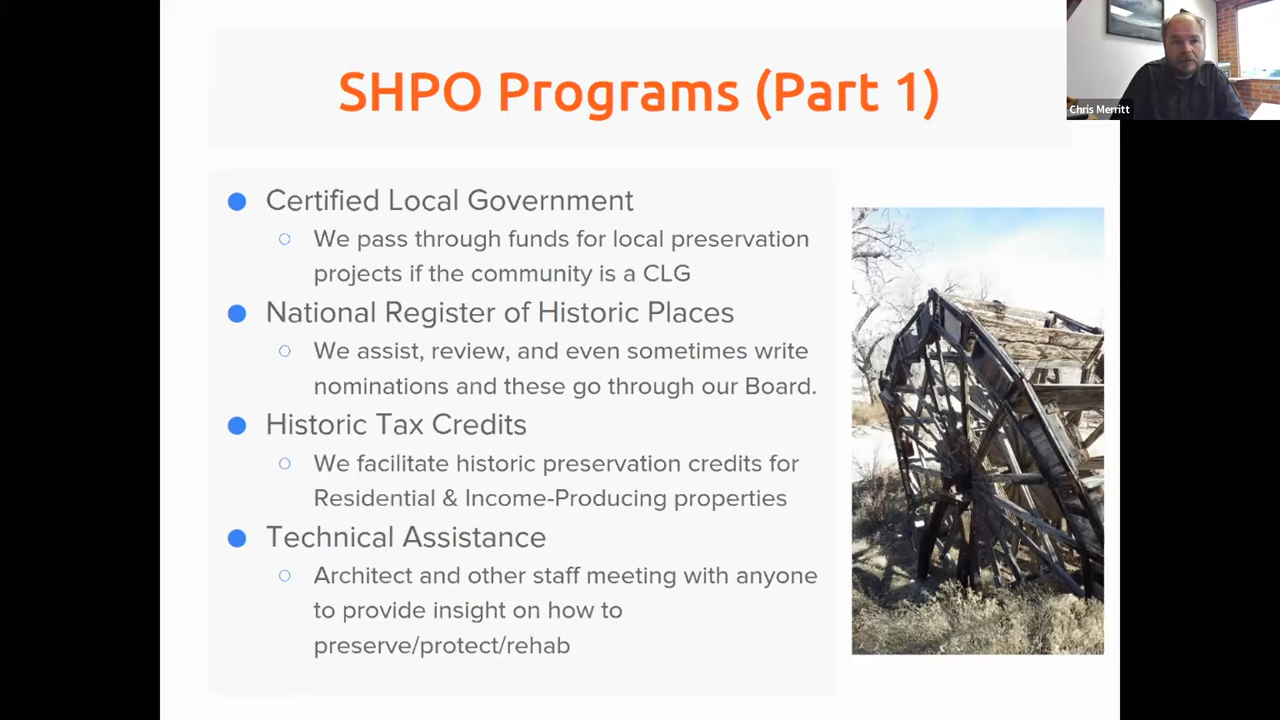 SHPO Programs (Part 1)
Chris Merritt
Certified Local Government
We pass through funds for local preservation
projects if the community is a CLG
National Register of Historic Places
We assist, review, and even sometimes write
nominations and these go through our Board.
Historic Tax Credits
We facilitate historic preservation credits for
Residential & Income-Producing properties
Technical Assistance
Architect and other staff meeting with anyone
to provide insight on how to
preserve/protect/rehab